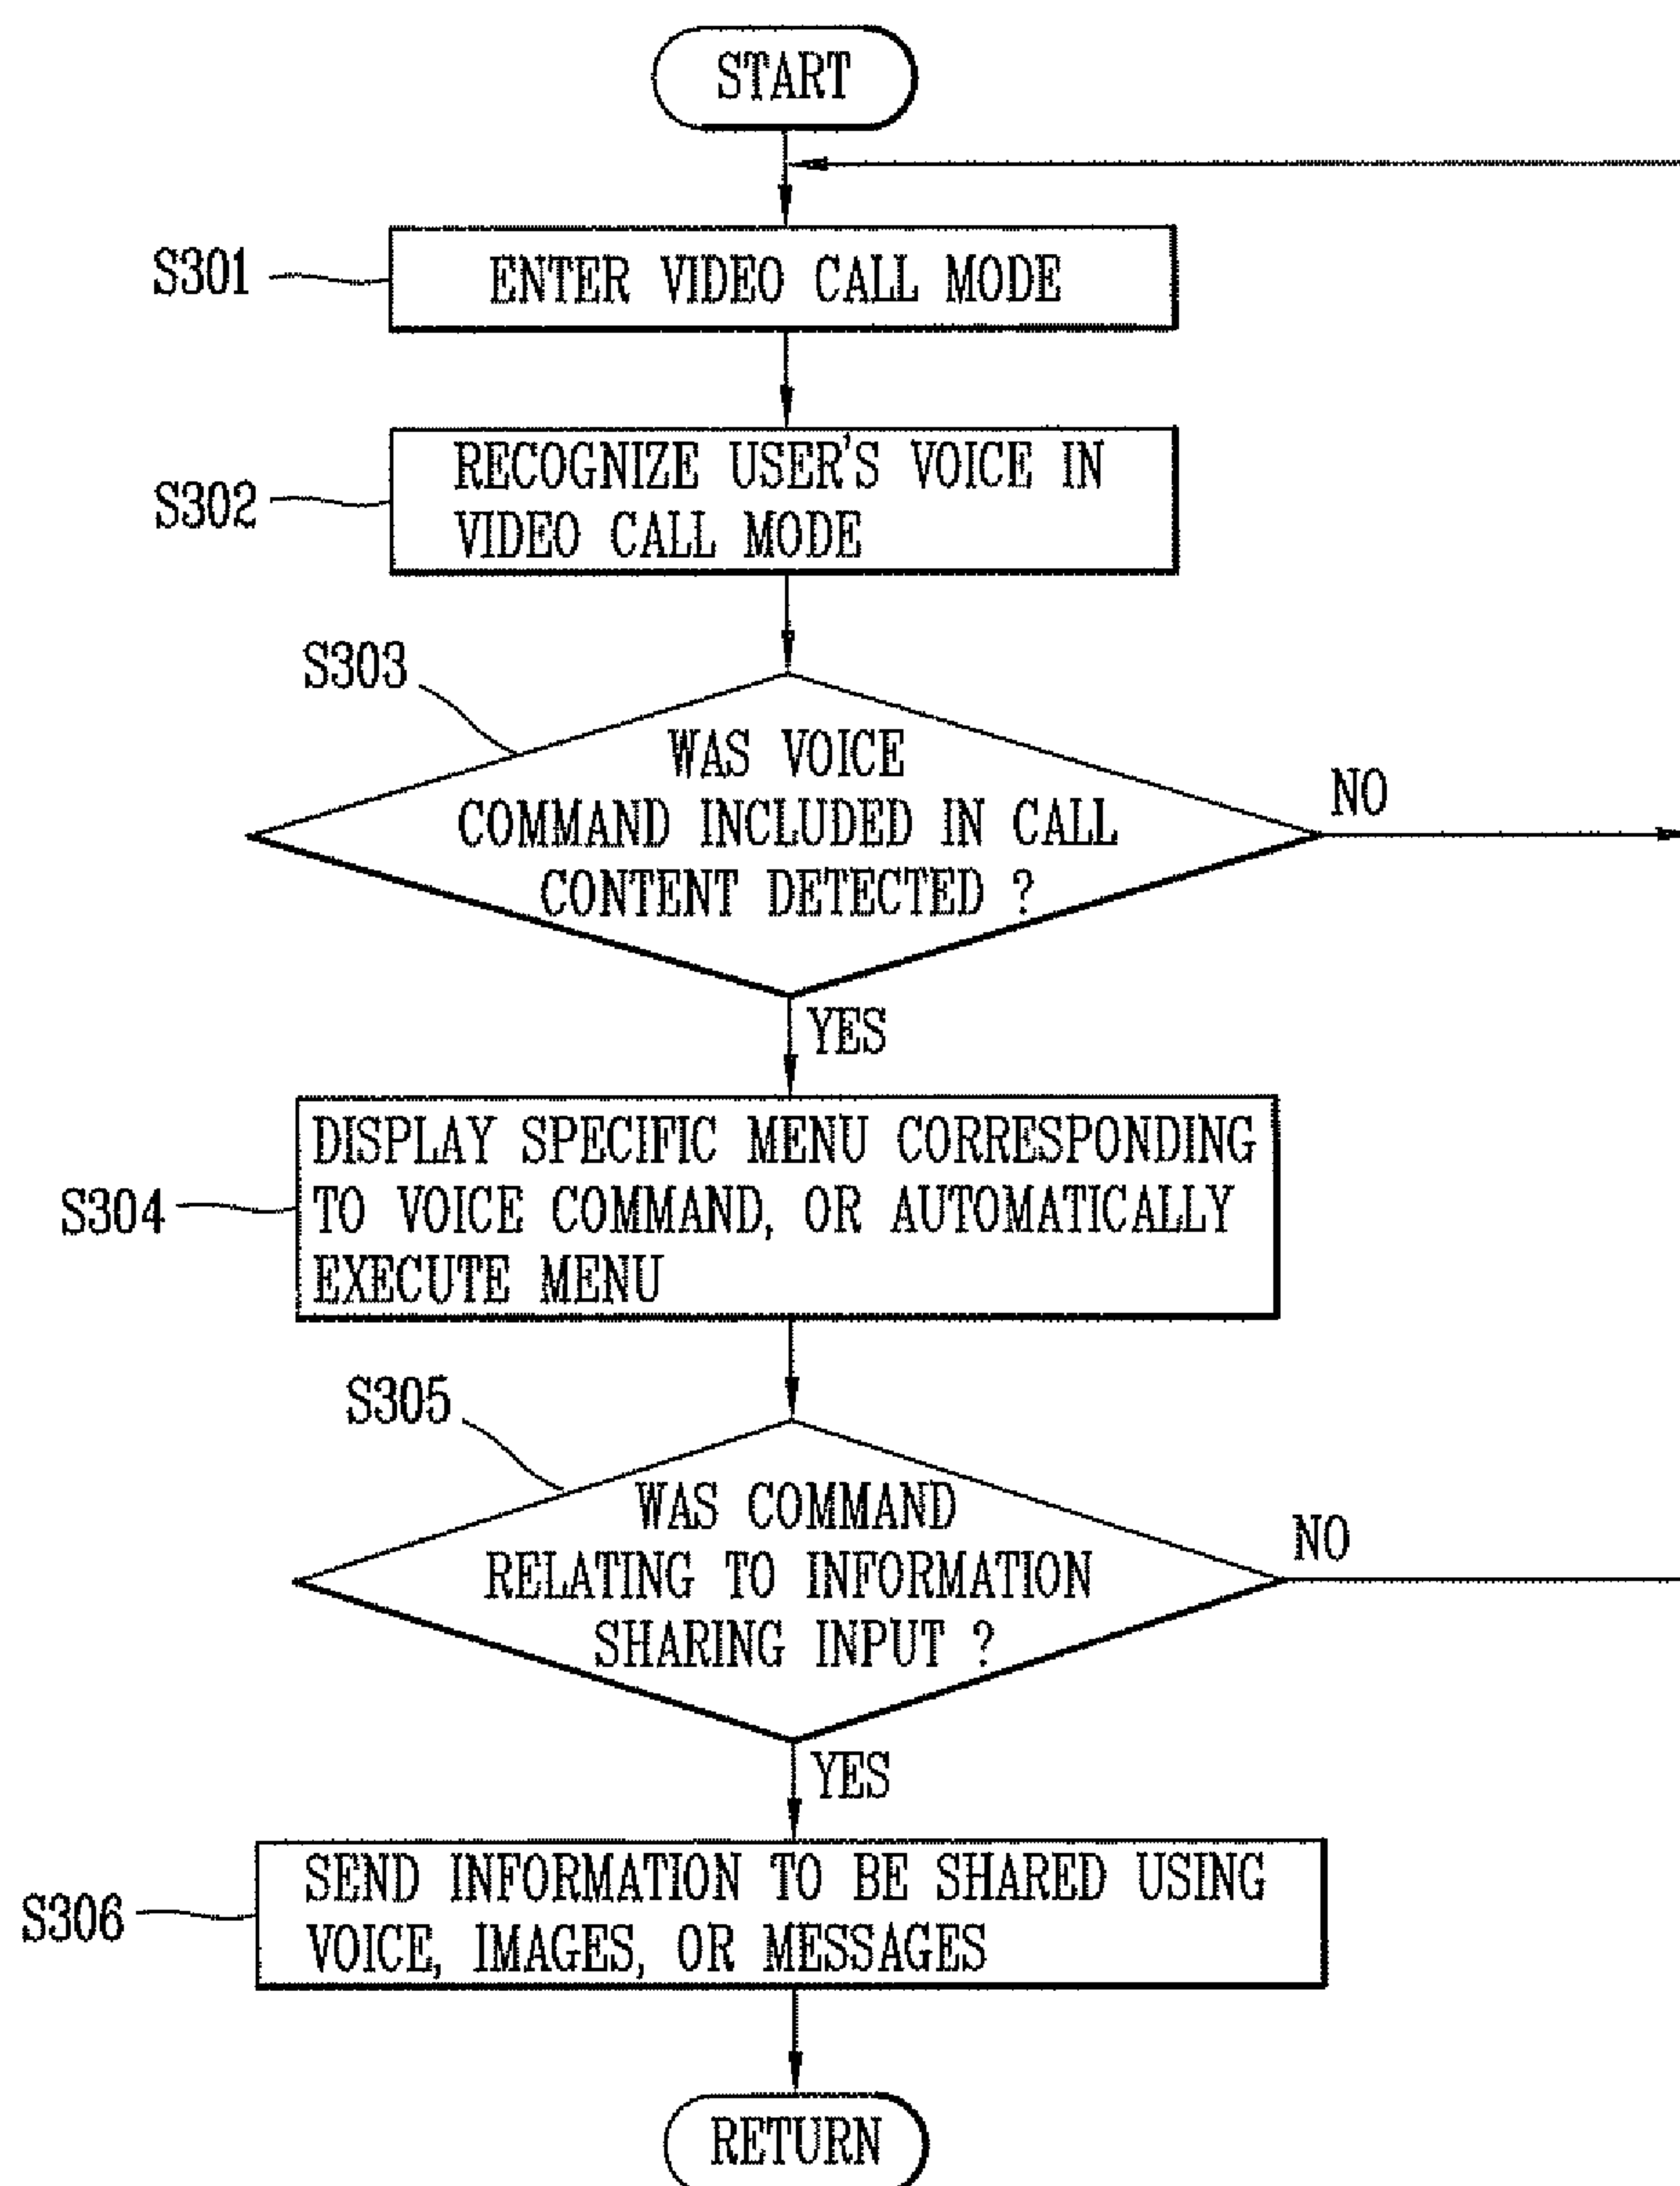 START
S301
ENTER VIDEO CALL MODE
S302
RECOGNIZE USER'S VOICE IN
VIDEO CALL MODE
S303
WAS VOICE
COMMAND INCLUDED IN CALL
CONTENT DETECTED ?
NO
YES
S304
DISPLAY SPECIFIC MENU CORRESPONDING
TO VOICE COMMAND, OR AUTOMATICALLY
EXECUTE MENU
S305
WAS COMMAND
RELATING TO INFORMATION
SHARING INPUT ?
NO
YES
S306
SEND INFORMATION TO BE SHARED USING
VOICE, IMAGES, OR MESSAGES
RETURN